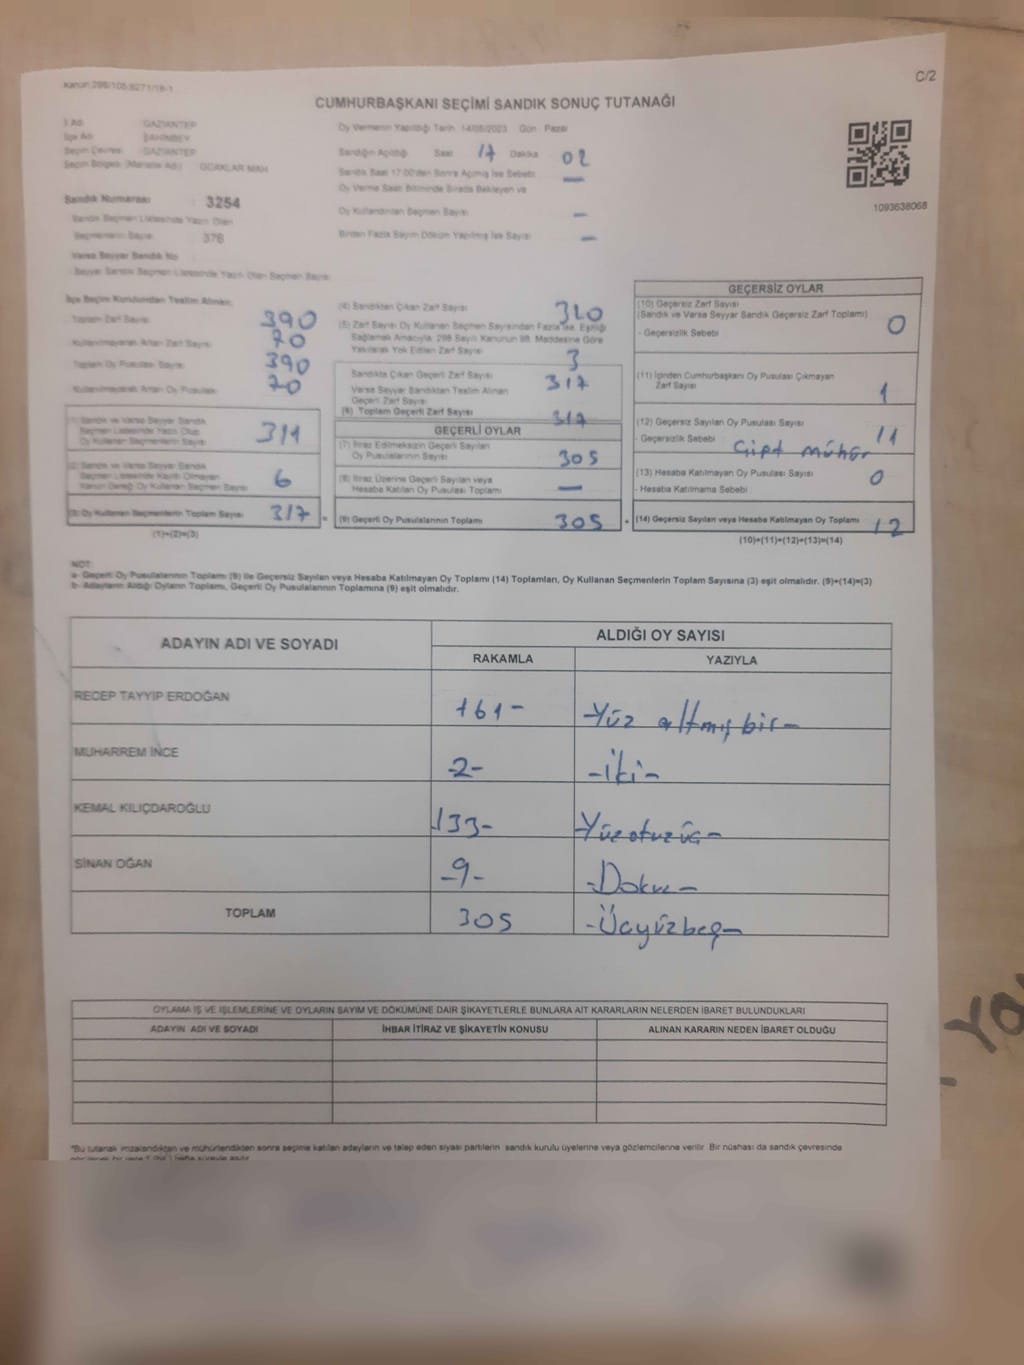 Kanun:298/105;6271/18-1
C/2
CUMHURBAŞKANI SEÇİMİ SANDIK SONUÇ TUTANAĞI
İl Adı : GAZİANTEP
İlçe Adı : ŞAHİNBEY
Seçim Çevresi : GAZİANTEP
Seçim Bölgesi (Mahalle Adı) : OCAKLAR MAH
Sandık Numarası : 3254
Sandık Seçmen Listesinde Yazılı Olan
Seçmenlerin Sayısı : 376
Varsa Seyyar Sandık No
Seyyar Sandık Seçmen Listesinde Yazılı Olan Seçmen Sayısı
Oy Vermenin Yapıldığı Tarih : 14/05/2023 Gün : Pazar
Sandığın Açıldığı Saat 17 Dakika 02
Sandık Saat 17:00'den Sonra Açılmış İse Sebebi —
Oy Verme Saati Bitiminde Sırada Bekleyen ve
Oy Kullandırılan Seçmen Sayısı —
Birden Fazla Sayım Döküm Yapılmış İse Sayısı —
1093638068
İlçe Seçim Kurulundan Teslim Alınan;
Toplam Zarf Sayısı 390
Kullanılmayarak Artan Zarf Sayısı 70
Toplam Oy Pusulası Sayısı 390
Kullanılmayarak Artan Oy Pusulası 70
(1) Sandık ve Varsa Seyyar Sandık
Seçmen Listesinde Yazılı Olup
Oy Kullanan Seçmenlerin Sayısı 311
(2) Sandık ve Varsa Seyyar Sandık
Seçmen Listesinde Kayıtlı Olmayan
Kanun Gereği Oy Kullanan Seçmen Sayısı 6
(3) Oy Kullanan Seçmenlerin Toplam Sayısı 317 =
(1)+(2)=(3)
(4) Sandıktan Çıkan Zarf Sayısı 320
(5) Zarf Sayısı Oy Kullanan Seçmen Sayısından Fazla ise, Eşitliği
Sağlamak Amacıyla, 298 Sayılı Kanunun 98. Maddesine Göre
Yakılarak Yok Edilen Zarf Sayısı 3
Sandıkta Çıkan Geçerli Zarf Sayısı 317
Varsa Seyyar Sandıktan Teslim Alınan
Geçerli Zarf Sayısı
(6) Toplam Geçerli Zarf Sayısı 317
GEÇERLİ OYLAR
(7) İtiraz Edilmeksizin Geçerli Sayılan
Oy Pusulalarının Sayısı 305
(8) İtiraz Üzerine Geçerli Sayılan veya
Hesaba Katılan Oy Pusulası Toplamı —
(9) Geçerli Oy Pusulalarının Toplamı 305 +
GEÇERSİZ OYLAR
(10) Geçersiz Zarf Sayısı
(Sandık ve Varsa Seyyar Sandık Geçersiz Zarf Toplamı) 0
- Geçersizlik Sebebi
(11) İçinden Cumhurbaşkanı Oy Pusulası Çıkmayan
Zarf Sayısı 1
(12) Geçersiz Sayılan Oy Pusulası Sayısı 11
- Geçersizlik Sebebi Çift mühür
(13) Hesaba Katılmayan Oy Pusulası Sayısı 0
- Hesaba Katılmama Sebebi
(14) Geçersiz Sayılan veya Hesaba Katılmayan Oy Toplamı 12
(10)+(11)+(12)+(13)=(14)
NOT:
a- Geçerli Oy Pusulalarının Toplamı (9) ile Geçersiz Sayılan veya Hesaba Katılmayan Oy Toplamı (14) Toplamları, Oy Kullanan Seçmenlerin Toplam Sayısına (3) eşit olmalıdır. (9)+(14)=(3)
b- Adayların Aldığı Oyların Toplamı, Geçerli Oy Pusulalarının Toplamına (9) eşit olmalıdır.
ADAYIN ADI VE SOYADI
ALDIĞI OY SAYISI
RAKAMLA YAZIYLA
RECEP TAYYİP ERDOĞAN 161- -Yüz altmış bir-
MUHARREM İNCE -2- -iki-
KEMAL KILIÇDAROĞLU 133- Yüzotuzüç-
SİNAN OĞAN -9- -Dokuz-
TOPLAM 305 -Üçyüzbeş-
OYLAMA İŞ VE İŞLEMLERİNE VE OYLARIN SAYIM VE DÖKÜMÜNE DAİR ŞİKAYETLERLE BUNLARA AİT KARARLARIN NELERDEN İBARET BULUNDUKLARI
ADAYIN ADI VE SOYADI İHBAR İTİRAZ VE ŞİKAYETİN KONUSU ALINAN KARARIN NEDEN İBARET OLDUĞU
*Bu tutanak imzalandıktan ve mühürlendikten sonra seçime katılan adayların ve talep eden siyasi partilerin sandık kurulu üyelerine veya gözlemcilerine verilir. Bir nüshası da sandık çevresinde